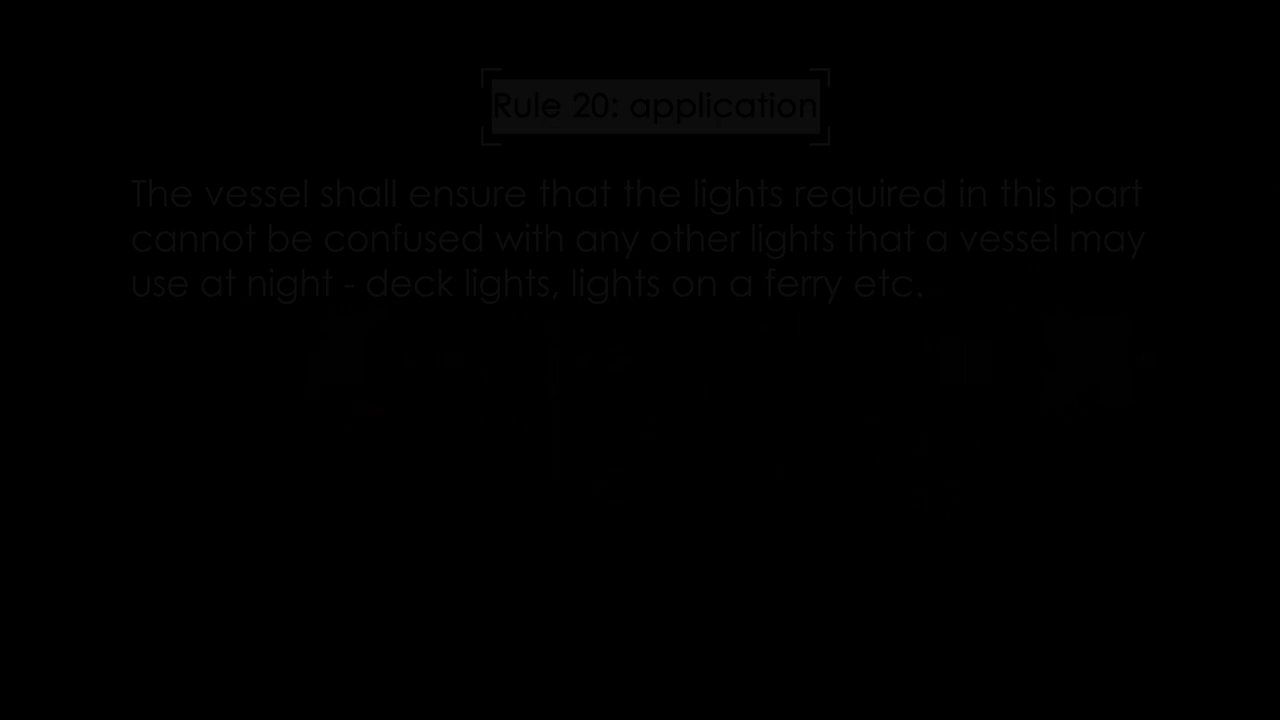 Rule 20: application
The vessel shall ensure that the lights required in this part
cannot be confused with any other lights that a vessel may
use at night - deck lights, lights on a ferry etc.